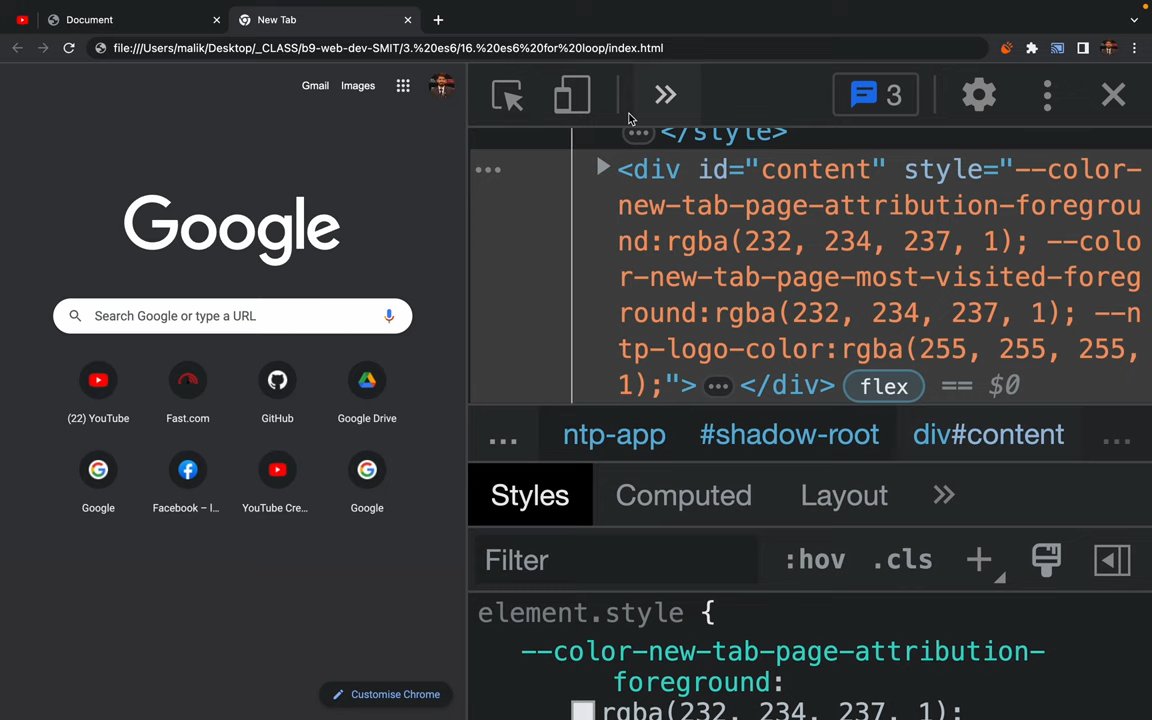 Document
New Tab
file:///Users/malik/Desktop/_CLASS/b9-web-dev-SMIT/3.%20es6/16.%20es6%20for%20loop/index.html
Gmail Images
3
</style>
<div id="content" style="--color-
new-tab-page-attribution-foregrou
nd:rgba(232, 234, 237, 1); --colo
r-new-tab-page-most-visited-foreg
round:rgba(232, 234, 237, 1); --n
tp-logo-color:rgba(255, 255, 255,
1);"> ... </div> flex == $0
... ntp-app #shadow-root div#content ...
Google
Search Google or type a URL
(22) YouTube Fast.com GitHub Google Drive
Google Facebook – l... YouTube Cre... Google
Customise Chrome
Styles Computed Layout
Filter :hov .cls
element.style {
--color-new-tab-page-attribution-
foreground:
rgba(232, 234, 237, 1);